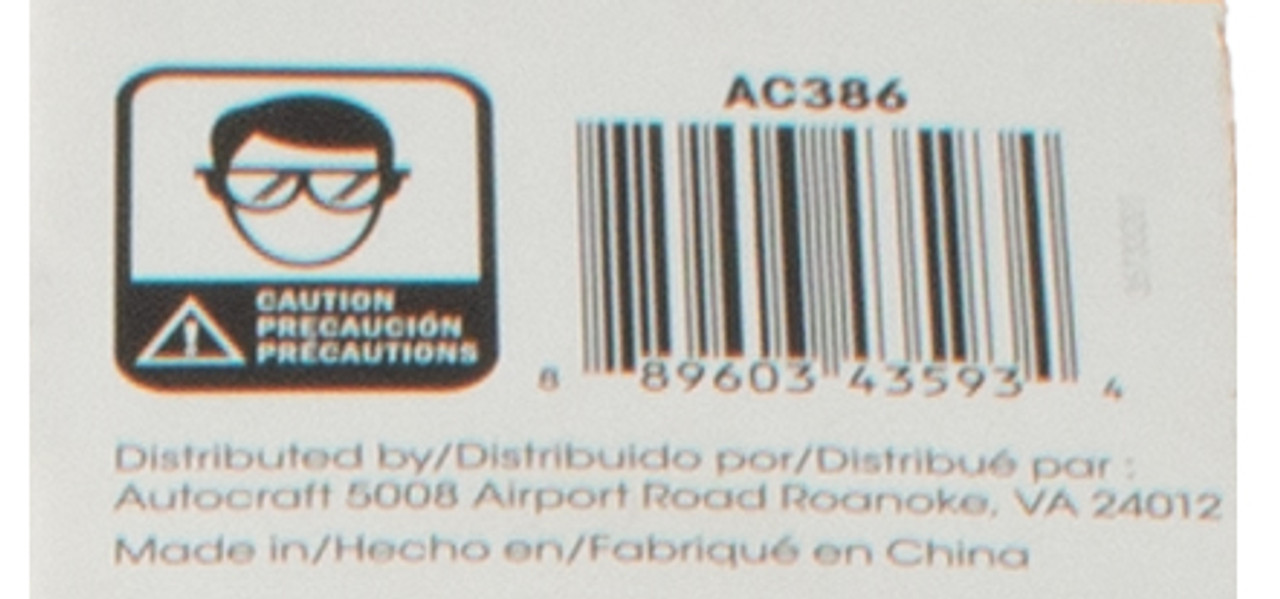 AC386
CAUTION
PRECAUCIÓN
PRÉCAUTIONS
8 89603 43593 4
Distributed by/Distribuido por/Distribué par :
Autocraft 5008 Airport Road Roanoke, VA 24012
Made in/Hecho en/Fabriqué en China